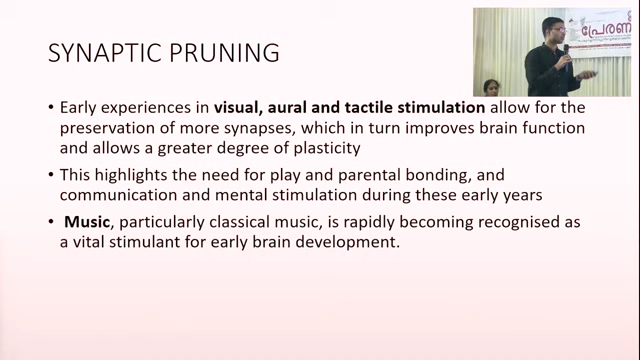 SYNAPTIC PRUNING
• Early experiences in visual, aural and tactile stimulation allow for the
preservation of more synapses, which in turn improves brain function
and allows a greater degree of plasticity
• This highlights the need for play and parental bonding, and
communication and mental stimulation during these early years
• Music, particularly classical music, is rapidly becoming recognised as
a vital stimulant for early brain development.